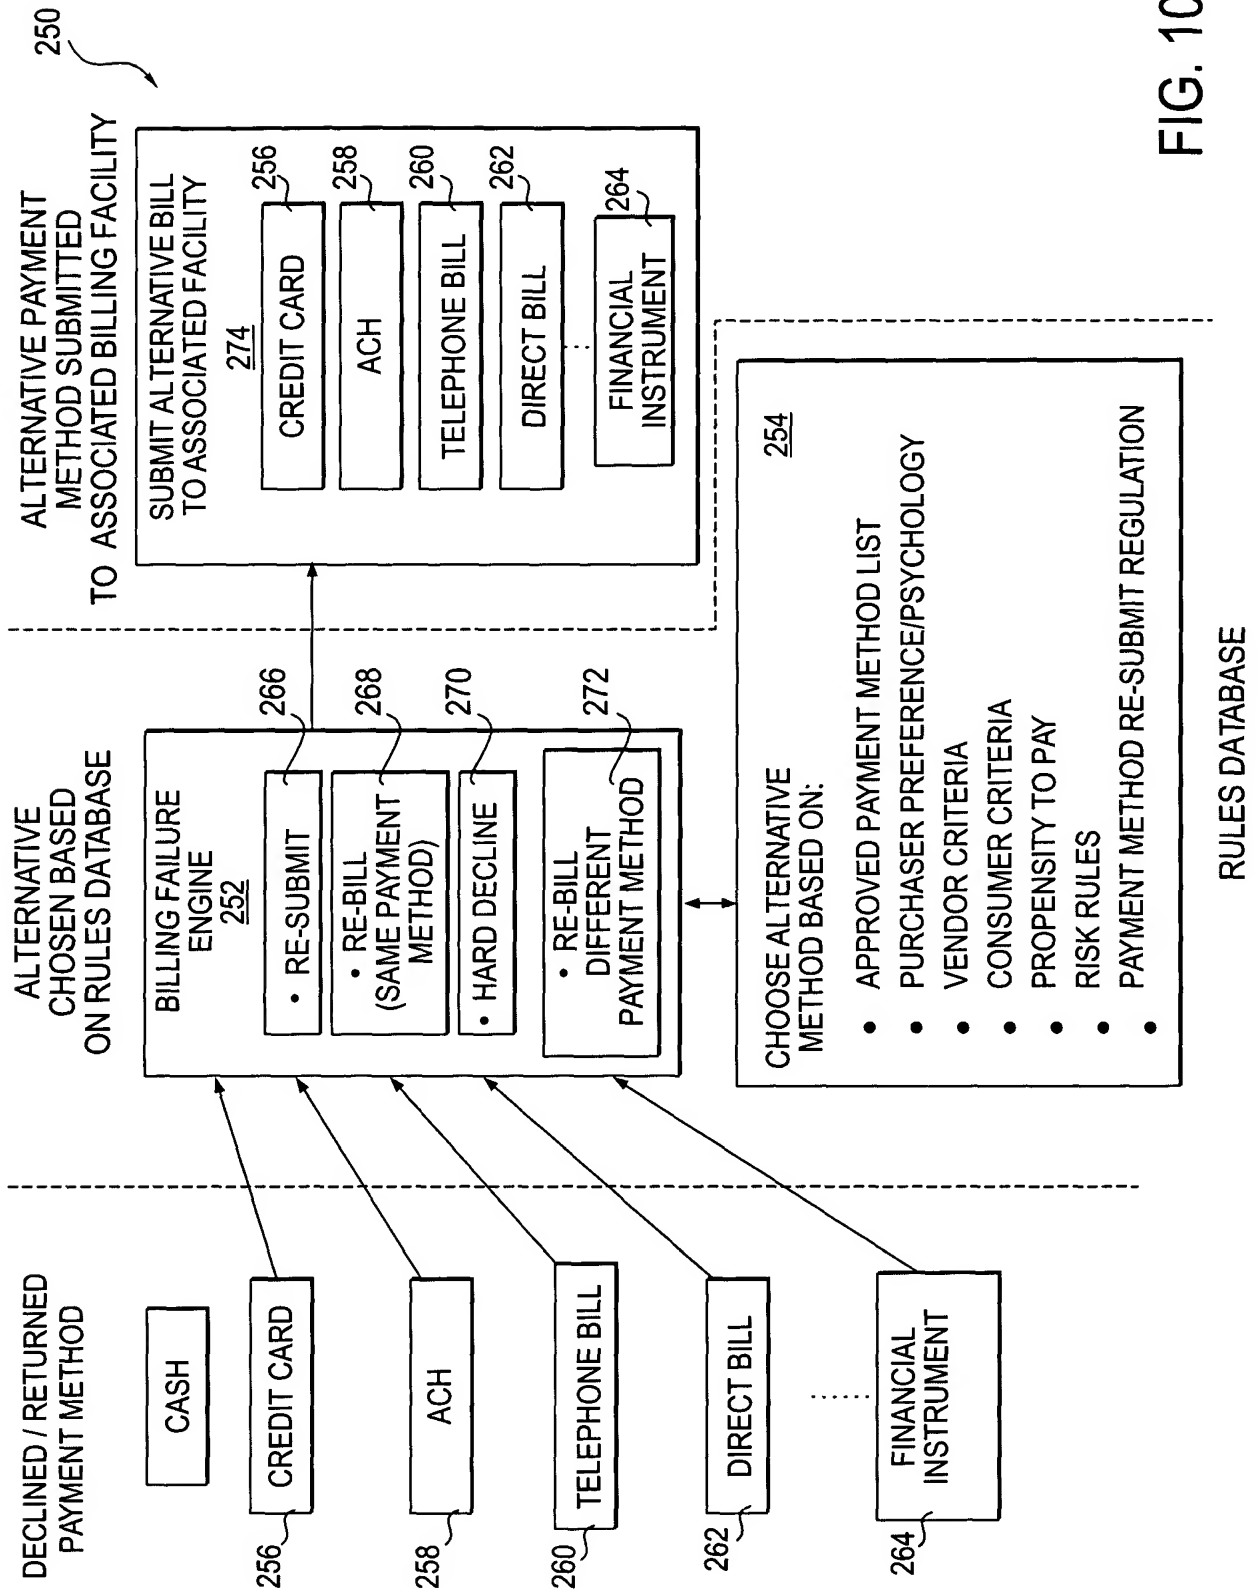 DECLINED / RETURNED
PAYMENT METHOD
CASH
CREDIT CARD
256
ACH
258
TELEPHONE BILL
260
DIRECT BILL
262
FINANCIAL
INSTRUMENT
264
ALTERNATIVE
CHOSEN BASED
ON RULES DATABASE
BILLING FAILURE
ENGINE
252
• RE-SUBMIT
266
• RE-BILL
(SAME PAYMENT
METHOD)
268
• HARD DECLINE
270
• RE-BILL
DIFFERENT
PAYMENT METHOD
272
CHOOSE ALTERNATIVE
METHOD BASED ON:
254
• APPROVED PAYMENT METHOD LIST
• PURCHASER PREFERENCE/PSYCHOLOGY
• VENDOR CRITERIA
• CONSUMER CRITERIA
• PROPENSITY TO PAY
• RISK RULES
• PAYMENT METHOD RE-SUBMIT REGULATION
RULES DATABASE
ALTERNATIVE PAYMENT
METHOD SUBMITTED
TO ASSOCIATED BILLING FACILITY
250
SUBMIT ALTERNATIVE BILL
TO ASSOCIATED FACILITY
274
CREDIT CARD
256
ACH
258
TELEPHONE BILL
260
DIRECT BILL
262
FINANCIAL
INSTRUMENT
264
FIG. 10